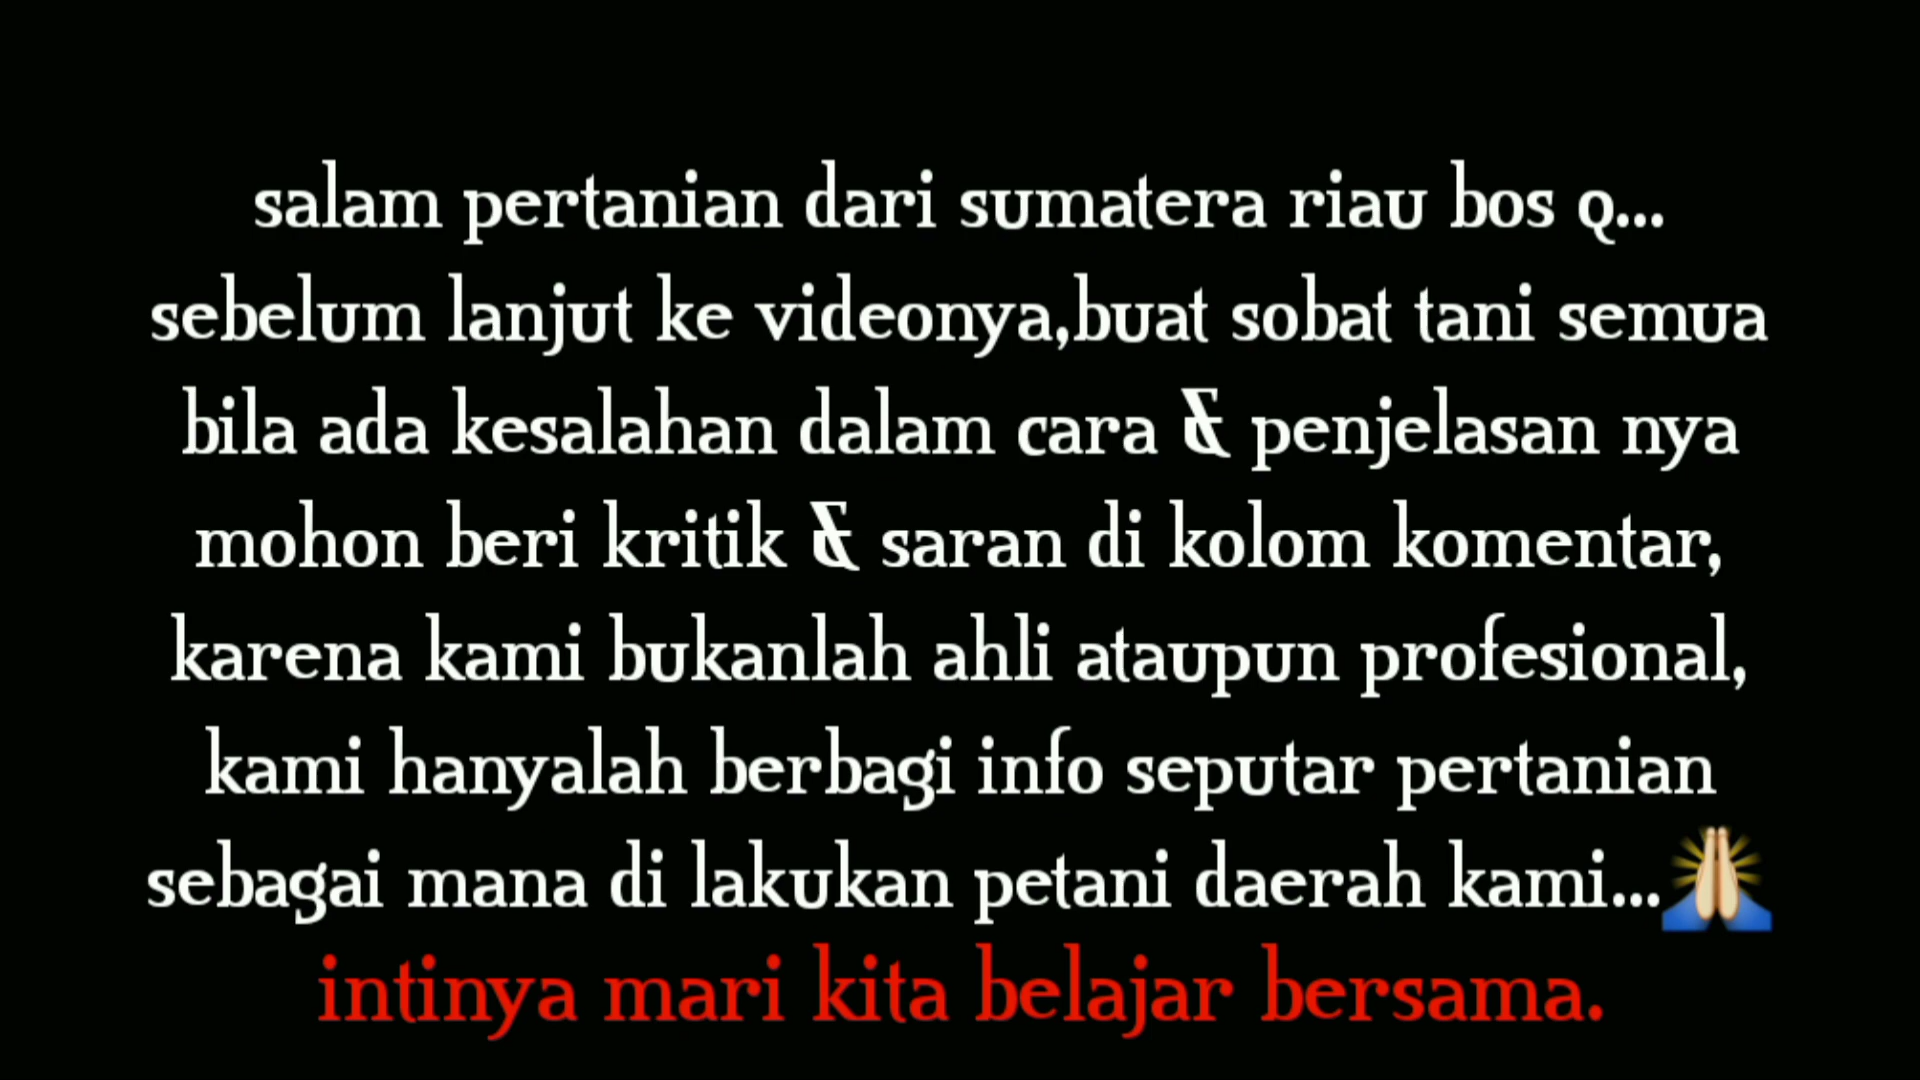 salam pertanian dari sumatera riau bos Q...
sebelum lanjut ke videonya,buat sobat tani semua
bila ada kesalahan dalam cara & penjelasan nya
mohon beri kritik & saran di kolom komentar,
karena kami bukanlah ahli ataupun profesional,
kami hanyalah berbagi info seputar pertanian
sebagai mana di lakukan petani daerah kami...🙏
intinya mari kita belajar bersama.